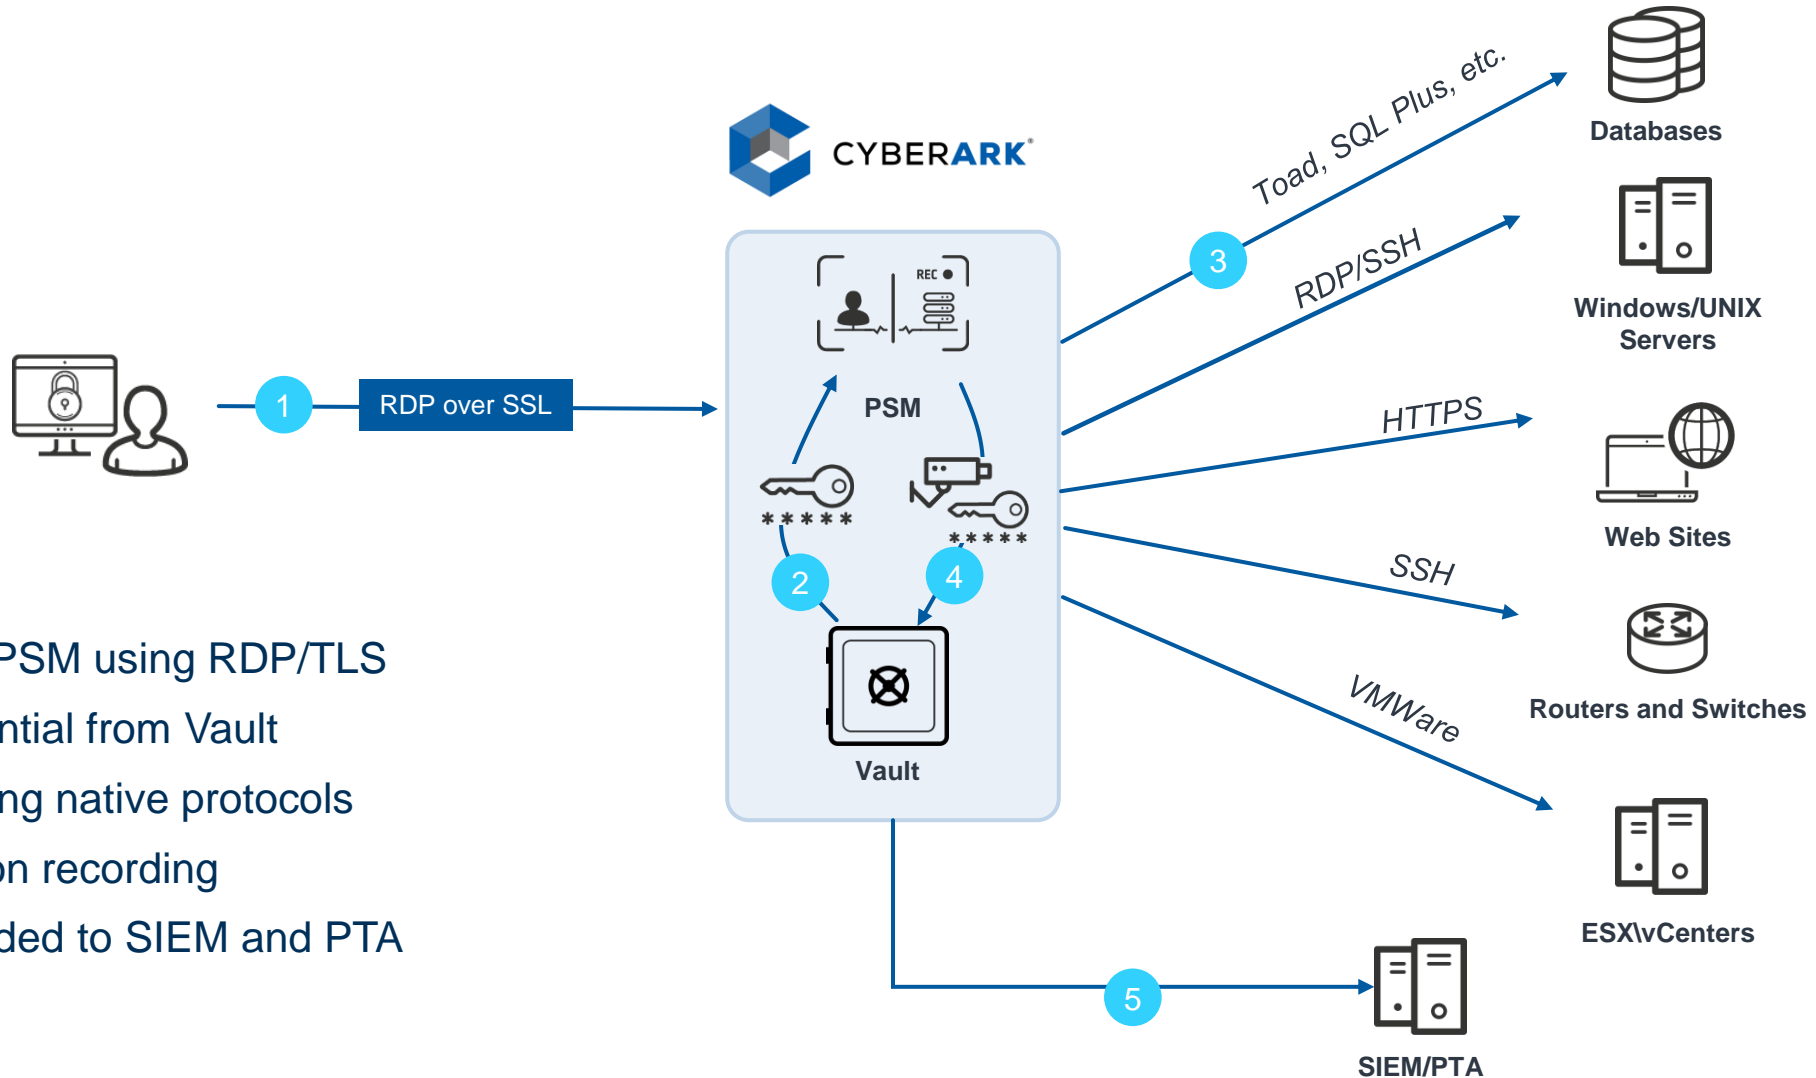 CYBERARK®
REC
PSM
* * * * *
* * * * *
Vault
1
RDP over SSL
2
3
4
5
Toad, SQL Plus, etc.
RDP/SSH
HTTPS
SSH
VMWare
Databases
Windows/UNIX
Servers
Web Sites
Routers and Switches
ESX\vCenters
SIEM/PTA
PSM using RDP/TLS
ntial from Vault
ng native protocols
on recording
ded to SIEM and PTA